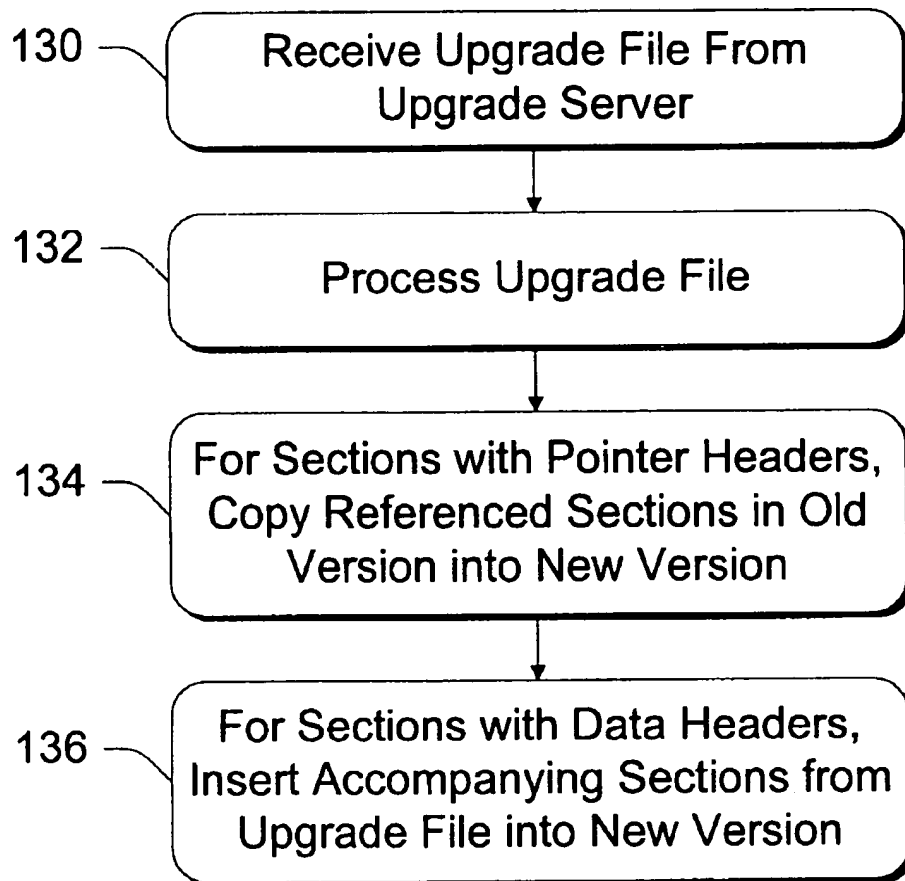 130
Receive Upgrade File From
Upgrade Server
132
Process Upgrade File
134
For Sections with Pointer Headers,
Copy Referenced Sections in Old
Version into New Version
136
For Sections with Data Headers,
Insert Accompanying Sections from
Upgrade File into New Version